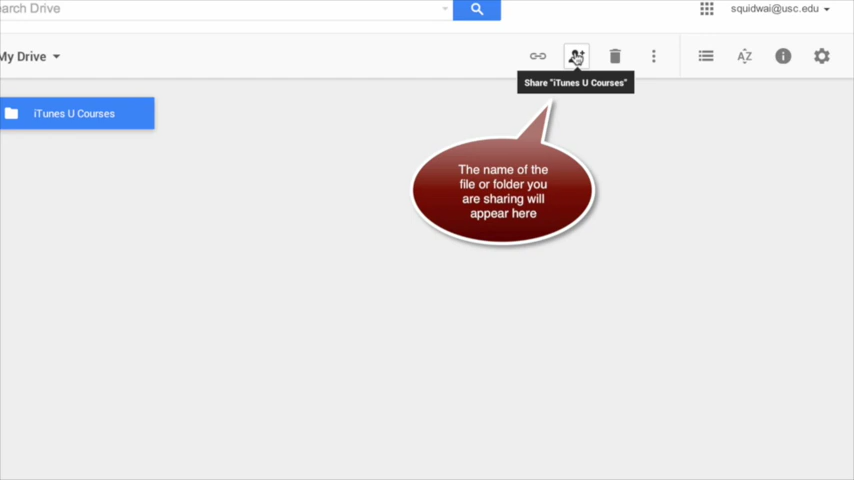 arch Drive
squidwai@usc.edu
My Drive
AZ
Share "iTunes U Courses"
iTunes U Courses
The name of the
file or folder you
are sharing will
appear here